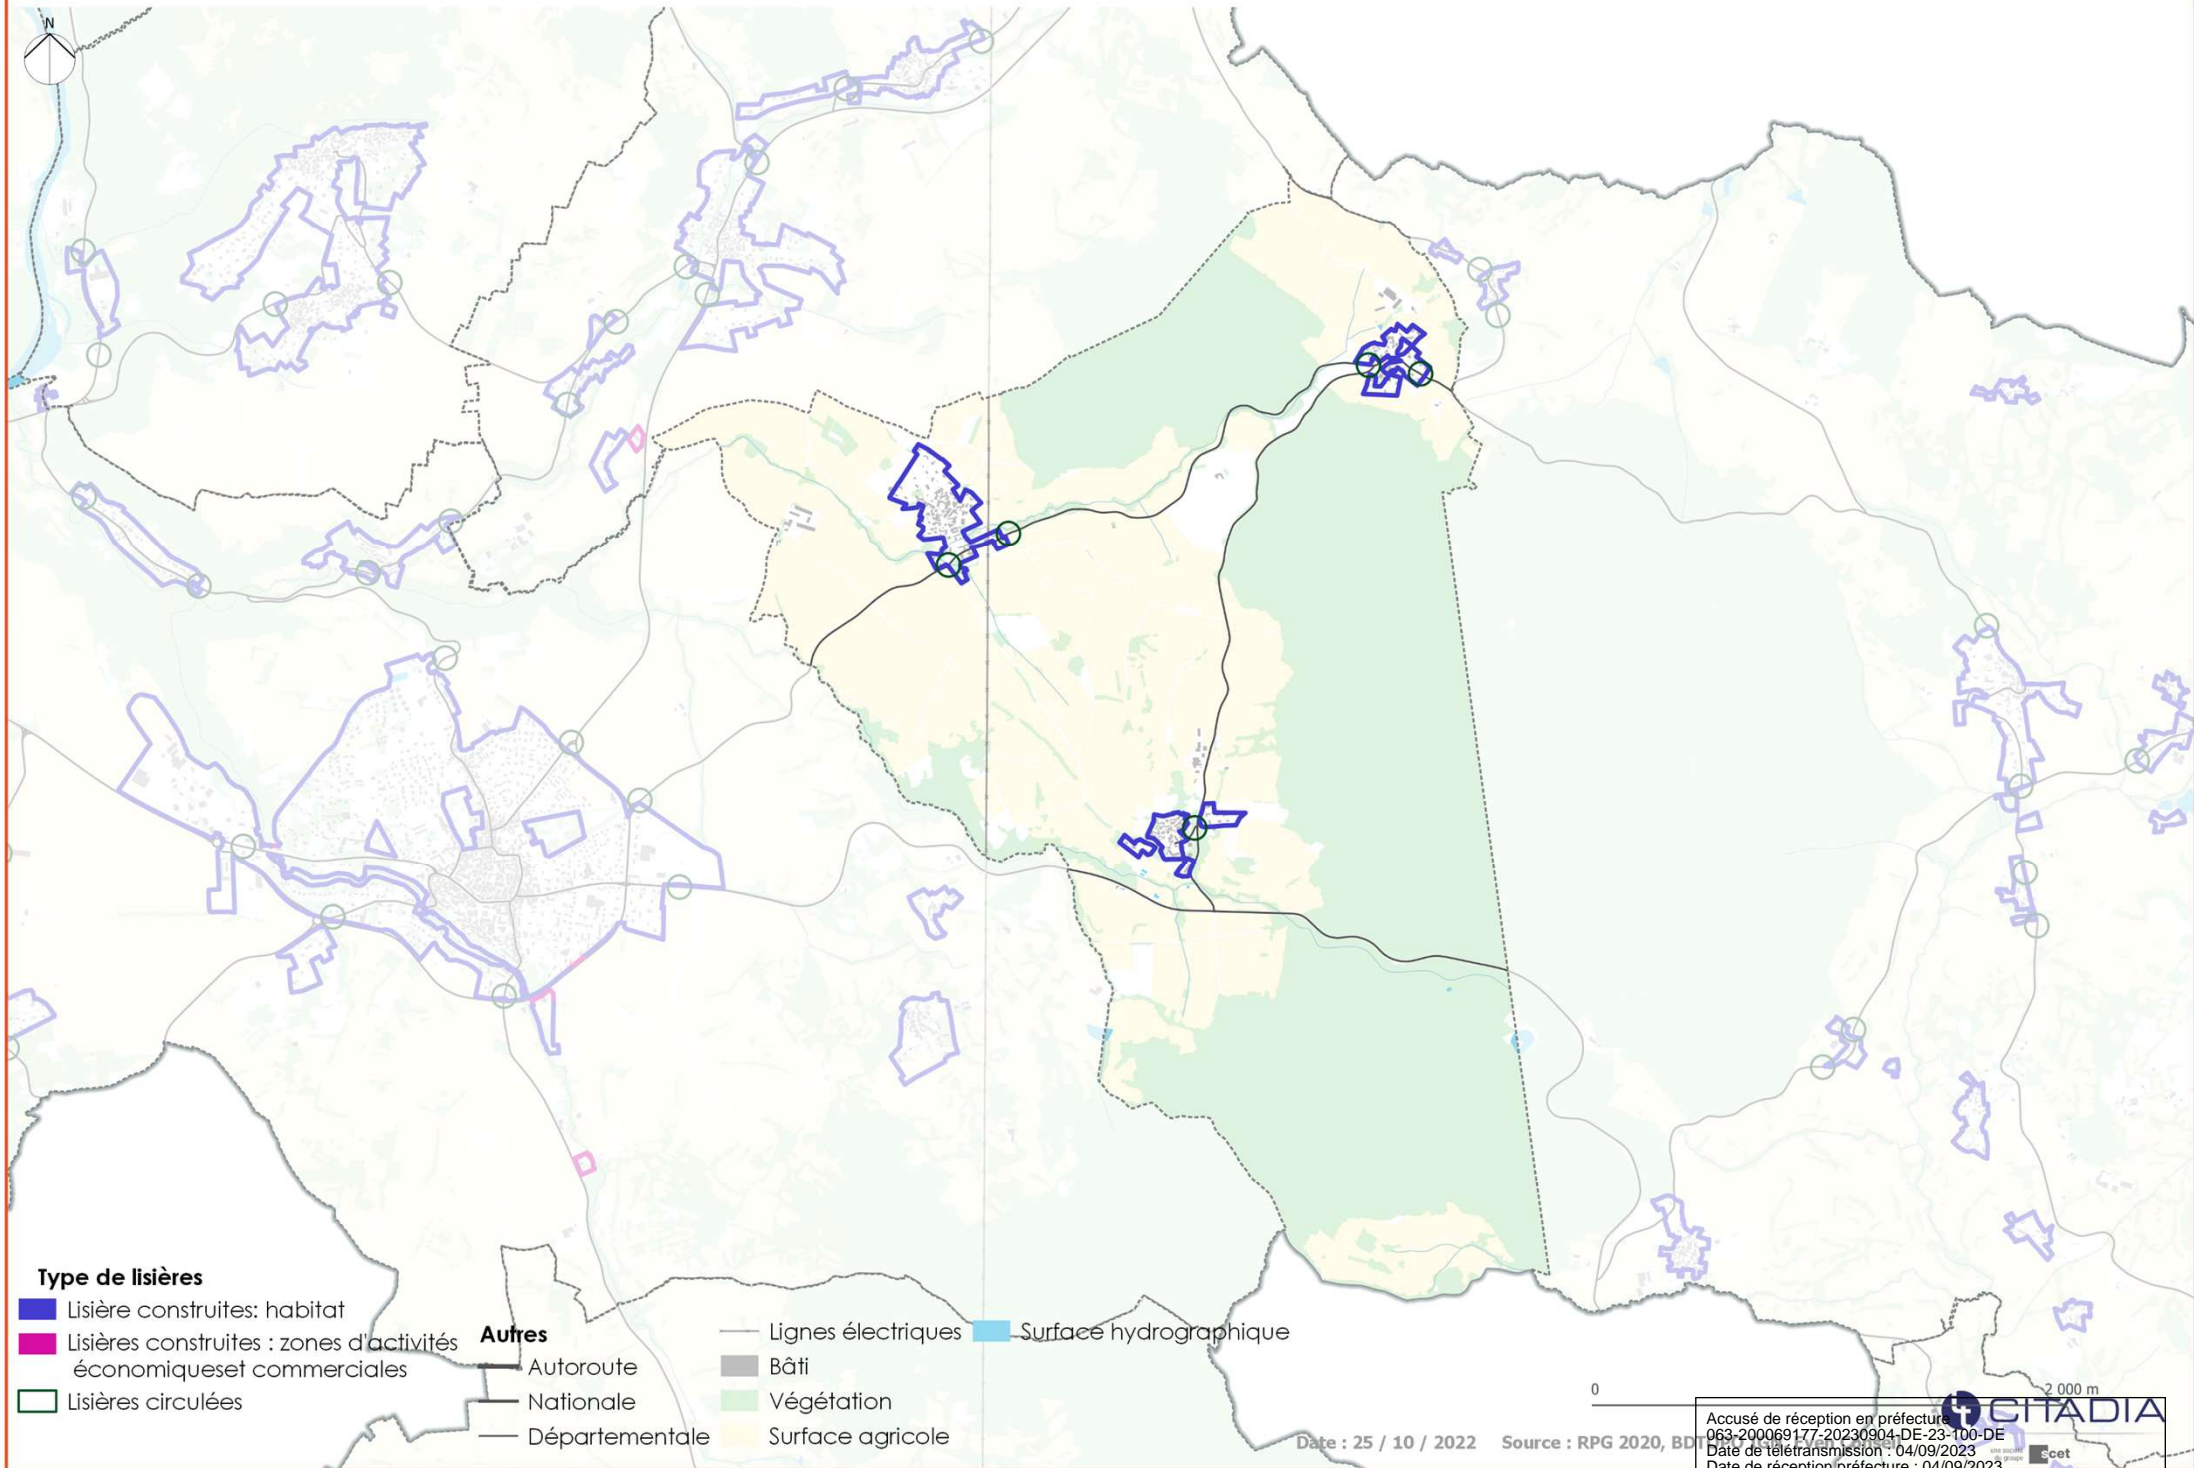 N
Type de lisières
Lisière construites: habitat
Lisières construites : zones d'activités
économiqueset commerciales
Lisières circulées
Autres
Autoroute
Nationale
Départementale
Lignes électriques
Bâti
Végétation
Surface agricole
Surface hydrographique
0
2 000 m
CITADIA
Date : 25 / 10 / 2022 Source : RPG 2020,
Accusé de réception en préfecture
063-200069177-20230904-DE-23-100-DE
Date de télétransmission : 04/09/2023
Date de réception préfecture : 04/09/2023
scet